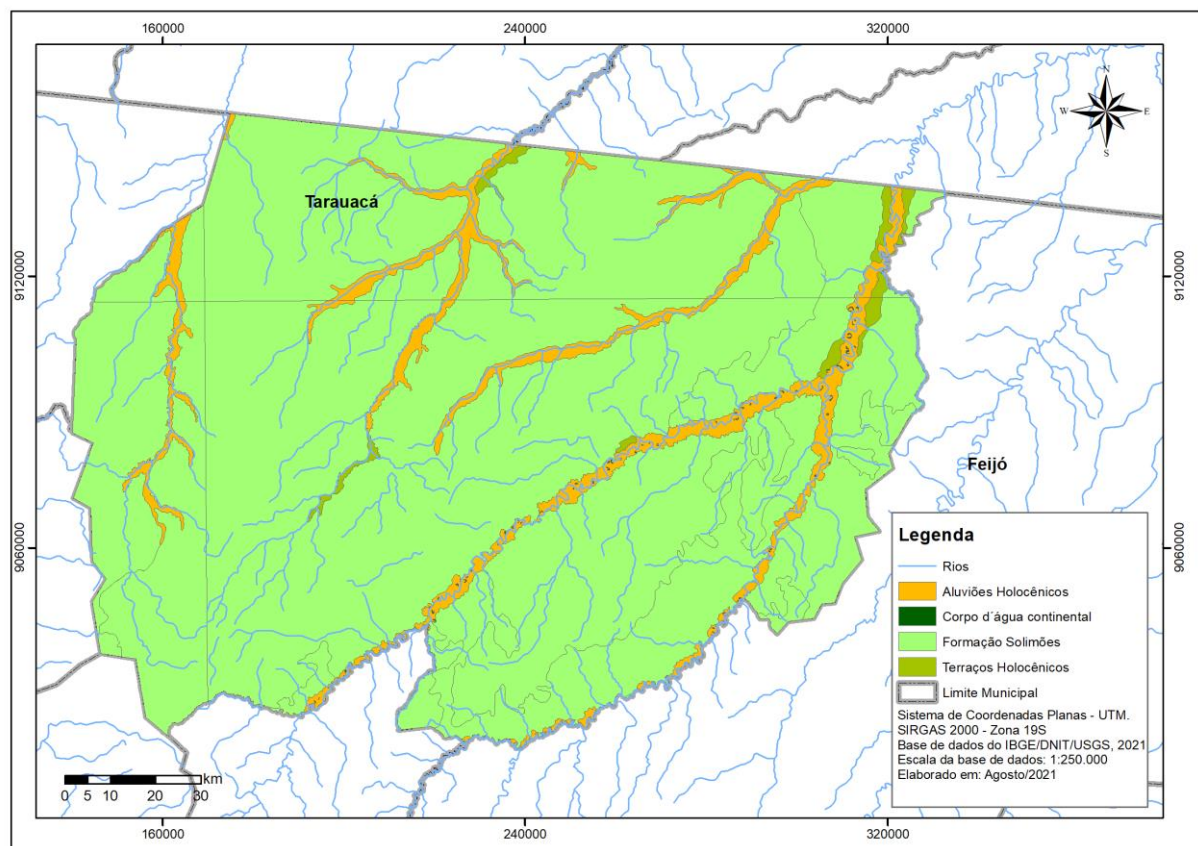 160000 240000 320000
N
W E
S
Tarauacá
9120000 9120000
Feijó
9060000 9060000
Legenda
Rios
Aluviões Holocênicos
Corpo d´água continental
Formação Solimões
Terraços Holocênicos
Limite Municipal
Sistema de Coordenadas Planas - UTM.
SIRGAS 2000 - Zona 19S
Base de dados do IBGE/DNIT/USGS, 2021
Escala da base de dados: 1:250.000
Elaborado em: Agosto/2021
km
0 5 10 20 30
160000 240000 320000